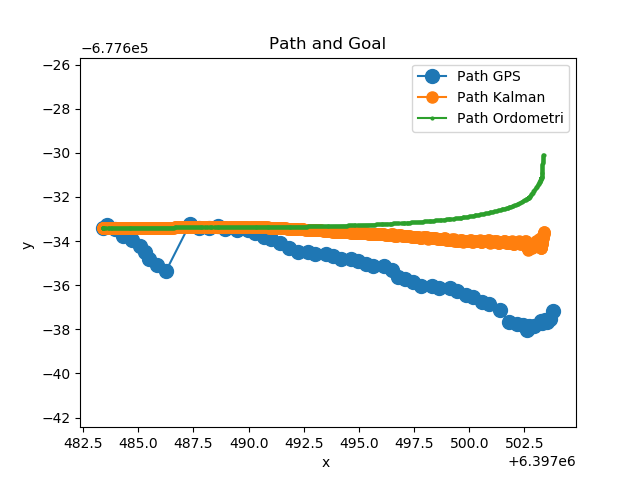 Path and Goal
−6.776e5
Path GPS
Path Kalman
Path Ordometri
y
−26
−28
−30
−32
−34
−36
−38
−40
−42
482.5 485.0 487.5 490.0 492.5 495.0 497.5 500.0 502.5
x
+6.397e6